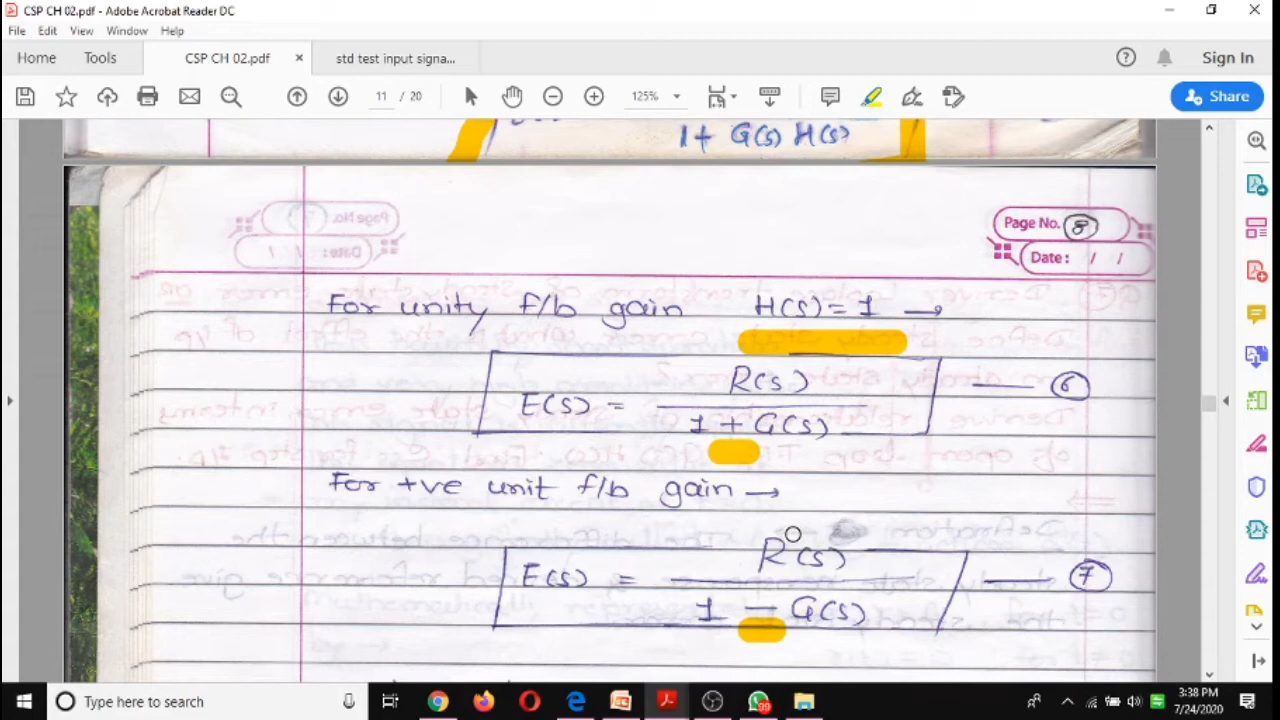 CSP CH 02.pdf - Adobe Acrobat Reader DC
File Edit View Window Help
Home Tools CSP CH 02.pdf × std test input signa... Sign In
11 / 20 125% Share
1 + G(s) H(s)
Page No. 8
Date: / /
For unity f/b gain H(s) = 1 →
E(s) = R(s) / 1 + G(s) — 6
For +ve unit f/b gain →
E(s) = R(s) / 1 - G(s) — 7
Type here to search
3:38 PM
7/24/2020